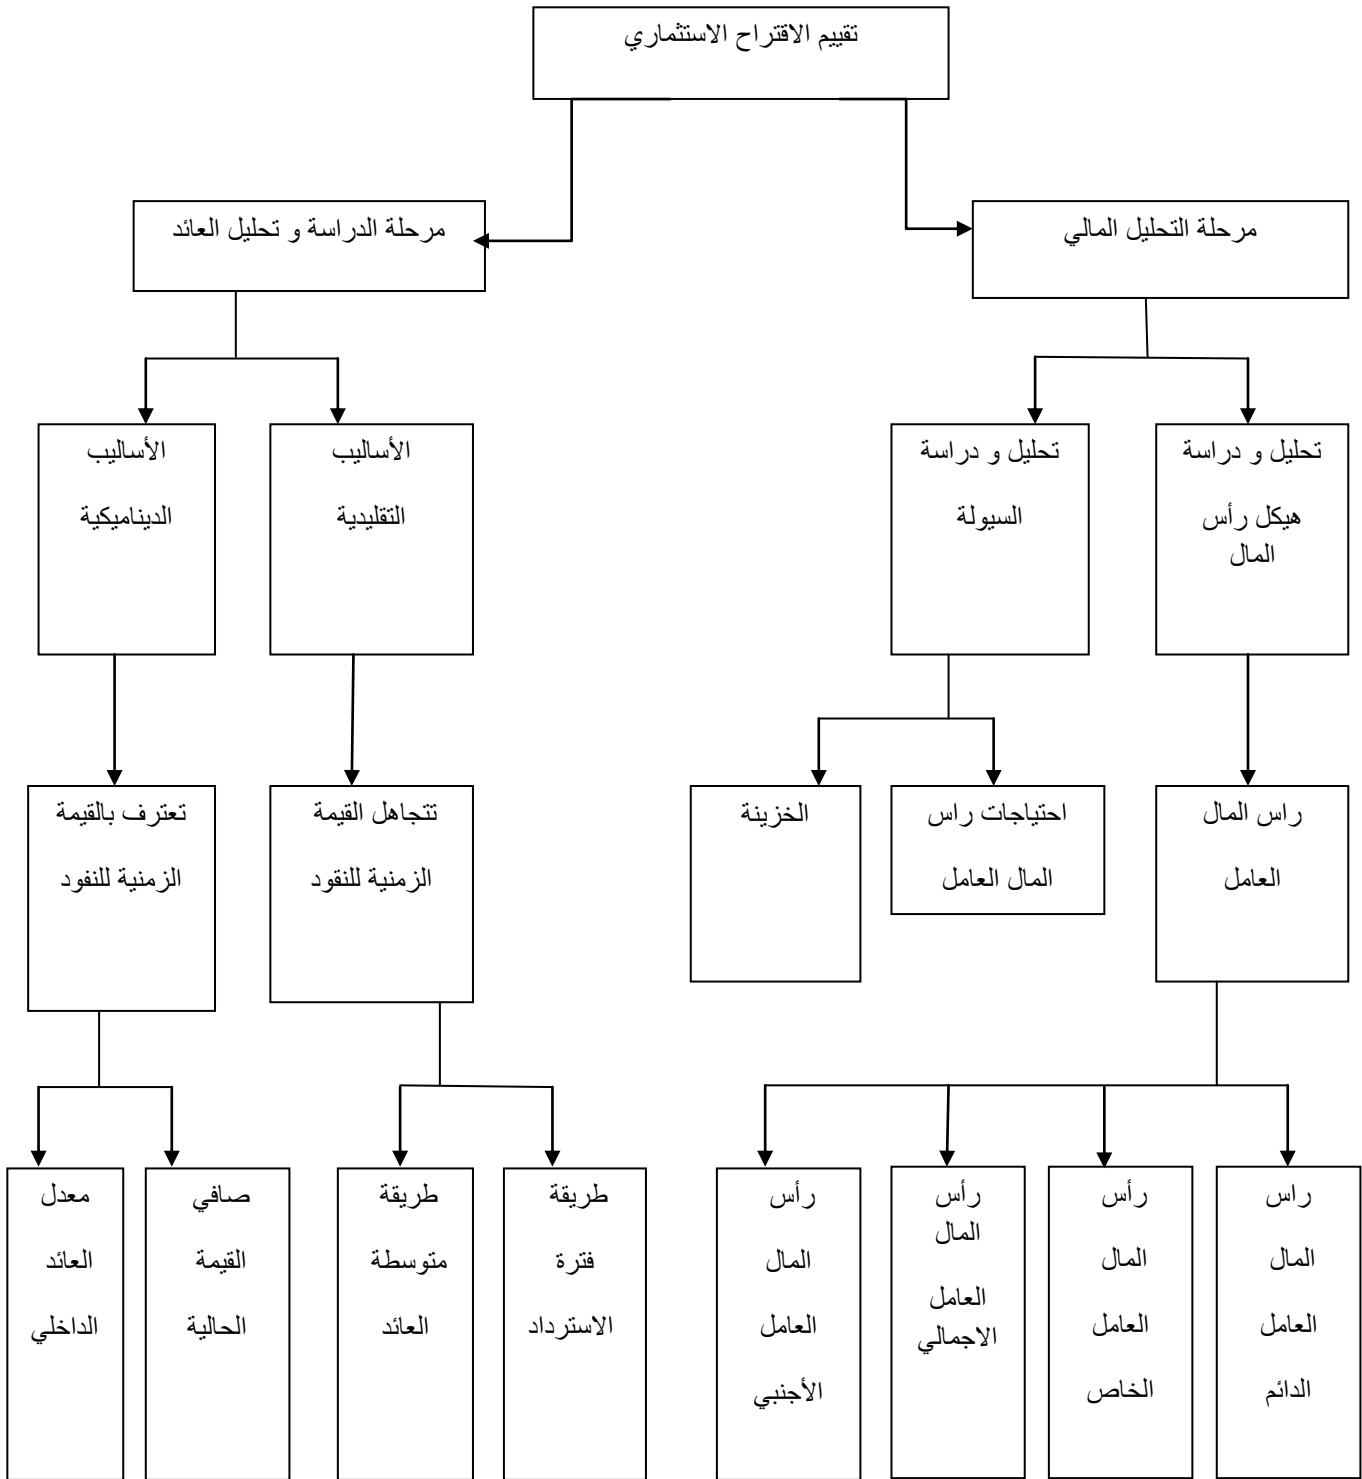 تقييم الاقتراح الاستثماري
مرحلة التحليل المالي
مرحلة الدراسة و تحليل العائد
تحليل و دراسة
هيكل رأس
المال
تحليل و دراسة
السيولة
الأساليب
التقليدية
الأساليب
الديناميكية
راس المال
العامل
احتياجات راس
المال العامل
الخزينة
تتجاهل القيمة
الزمنية للنقود
تعترف بالقيمة
الزمنية للنفود
راس
المال
العامل
الدائم
رأس
المال
العامل
الخاص
رأس
المال
العامل
الاجمالي
رأس
المال
العامل
الأجنبي
طريقة
فترة
الاسترداد
طريقة
متوسطة
العائد
صافي
القيمة
الحالية
معدل
العائد
الداخلي